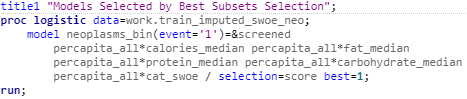 title1 "Models Selected by Best Subsets Selection";
proc logistic data=work.train_imputed_swoe_neo;
model neoplasms_bin(event='1')=&screened
percapita_all*calories_median percapita_all*fat_median
percapita_all*protein_median percapita_all*carbohydrate_median
percapita_all*cat_swoe / selection=score best=1;
run;